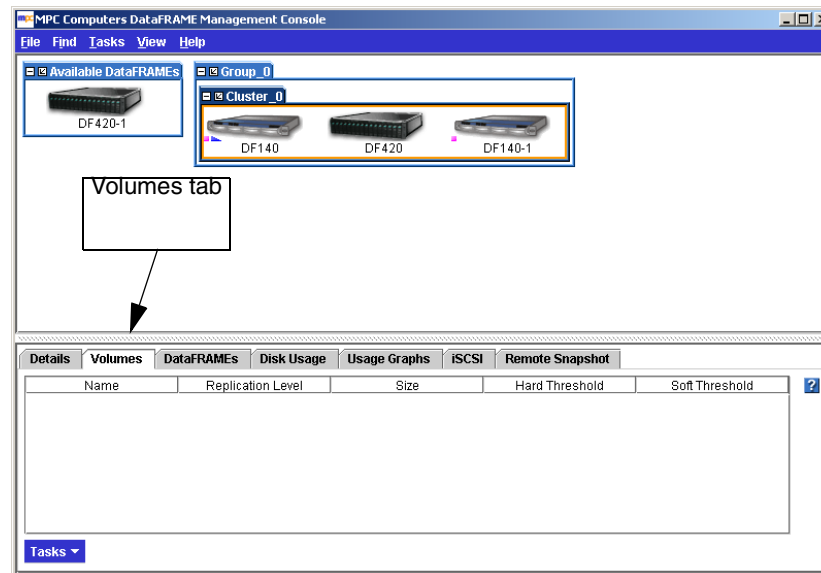 mpc MPC Computers DataFRAME Management Console
File Find Tasks View Help
Available DataFRAMEs
DF420-1
Group_0
Cluster_0
DF140 DF420 DF140-1
Volumes tab
Details Volumes DataFRAMEs Disk Usage Usage Graphs iSCSI Remote Snapshot
Name Replication Level Size Hard Threshold Soft Threshold
?
Tasks